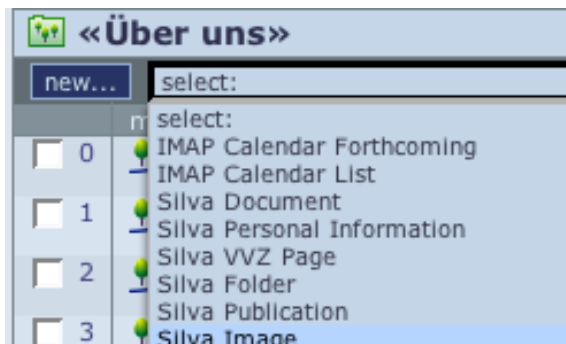 «Über uns»
new... select:
m
select:
IMAP Calendar Forthcoming
0
IMAP Calendar List
Silva Document
1
Silva Personal Information
Silva VVZ Page
2
Silva Folder
Silva Publication
3
Silva Image